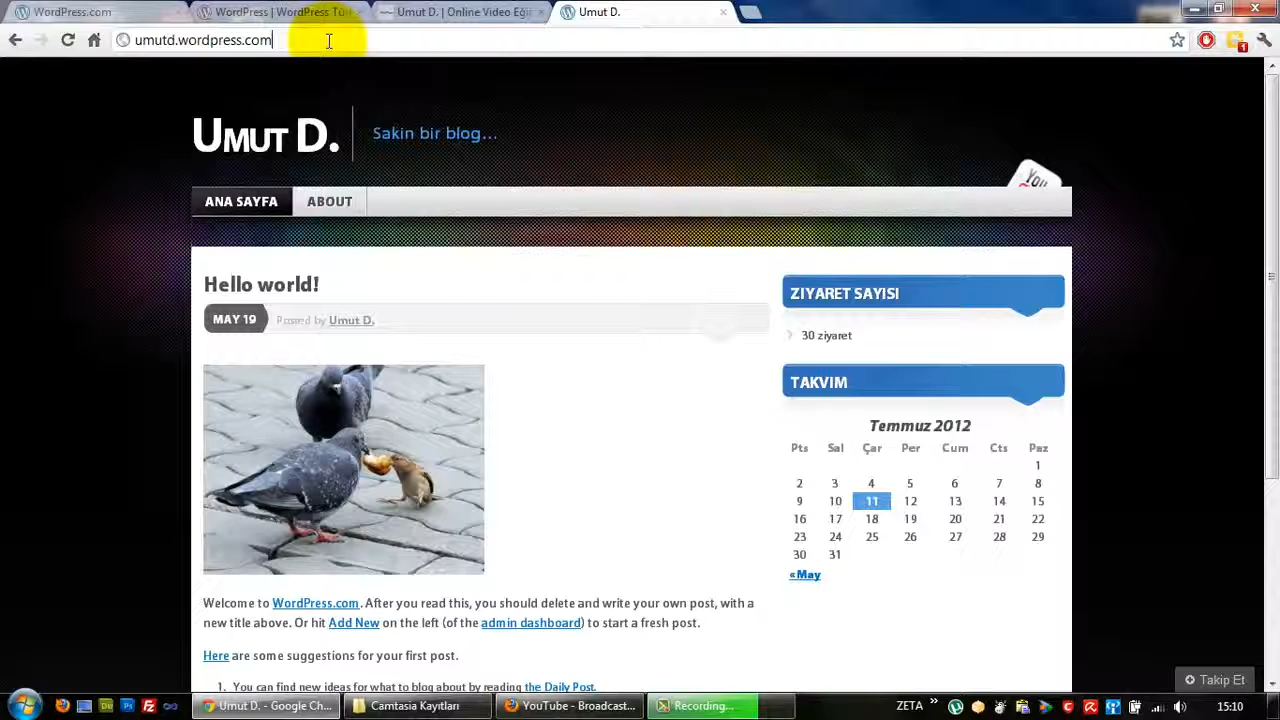 WordPress.com
WordPress | WordPress Tür
Umut D. | Online Video Eğit
Umut D.
umutd.wordpress.com
1
UMUT D.
Sakin bir blog...
You
ANA SAYFA
ABOUT
Hello world!
MAY 19
Posted by Umut D.
Welcome to WordPress.com. After you read this, you should delete and write your own post, with a
new title above. Or hit Add New on the left (of the admin dashboard) to start a fresh post.
Here are some suggestions for your first post.
1. You can find new ideas for what to blog about by reading the Daily Post.
ZIYARET SAYISI
30 ziyaret
TAKVIM
Temmuz 2012
Pts Sal Çar Per Cum Cts Paz
1
2 3 4 5 6 7 8
9 10 11 12 13 14 15
16 17 18 19 20 21 22
23 24 25 26 27 28 29
30 31
« May
Takip Et
Umut D. - Google Ch...
Camtasia Kayıtları
YouTube - Broadcast...
Recording...
ZETA
15:10